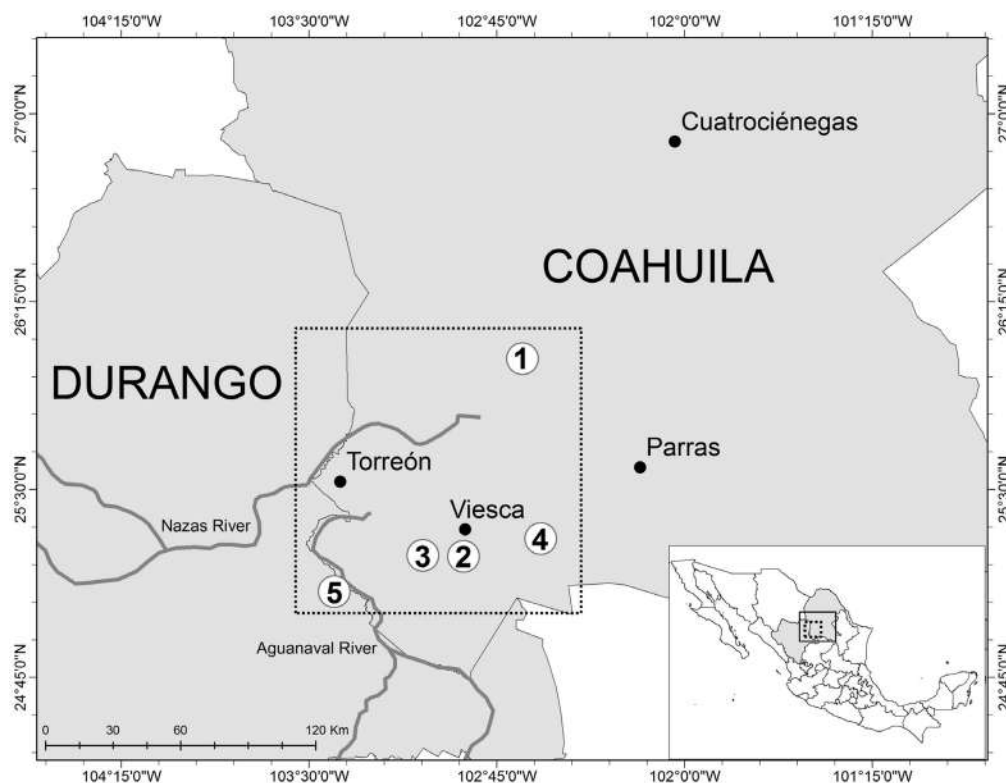 104°15'0"W 103°30'0"W 102°45'0"W 102°0'0"W 101°15'0"W
27°0'0"N 27°0'0"N
Cuatrociénegas
COAHUILA
26°15'0"N 26°15'0"N
1
DURANGO
Parras
Torreón
25°30'0"N 25°30'0"N
Viesca
Nazas River
4
3 2
5
Aguanaval River
24°45'0"N 24°45'0"N
0 30 60 120 Km
104°15'0"W 103°30'0"W 102°45'0"W 102°0'0"W 101°15'0"W